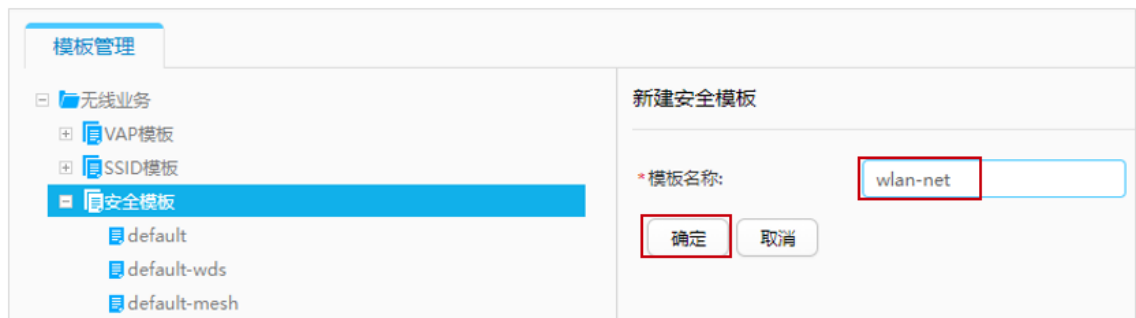 模板管理
无线业务
VAP模板
SSID模板
安全模板
default
default-wds
default-mesh
新建安全模板
*模板名称:
wlan-net
确定
取消